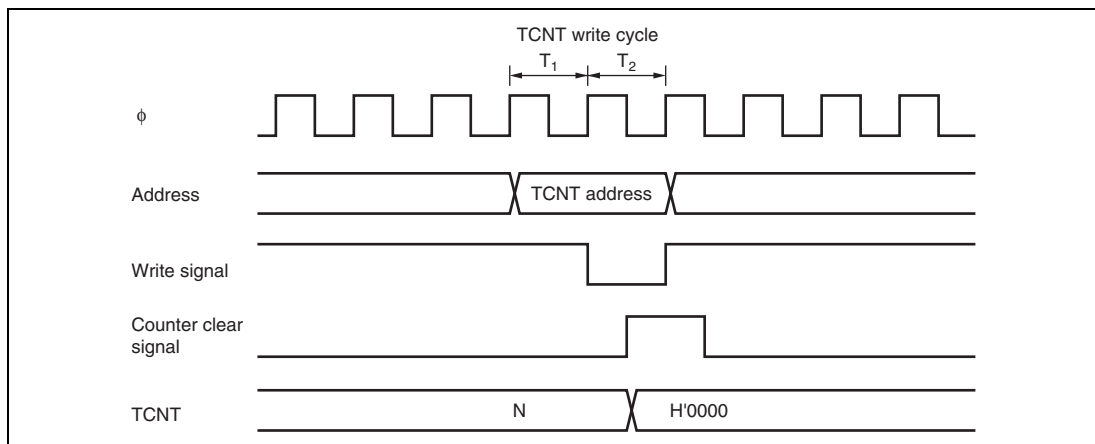 TCNT write cycle
T₁ T₂
ϕ
Address
TCNT address
Write signal
Counter clear
signal
TCNT
N
H'0000